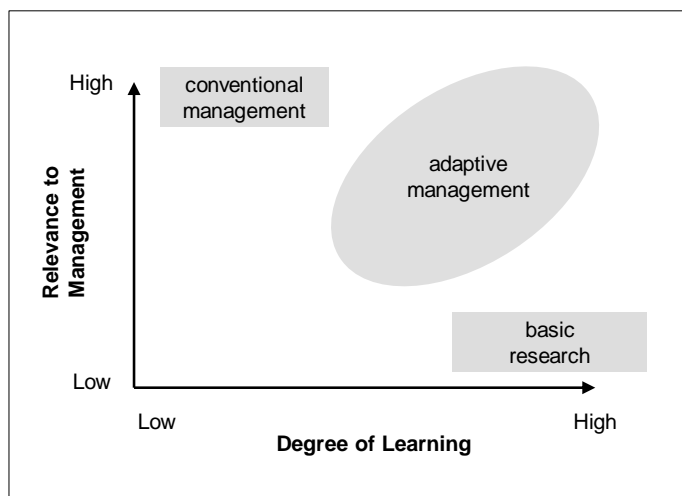 High
conventional
management
adaptive
management
Relevance to
Management
basic
research
Low
Low
High
Degree of Learning